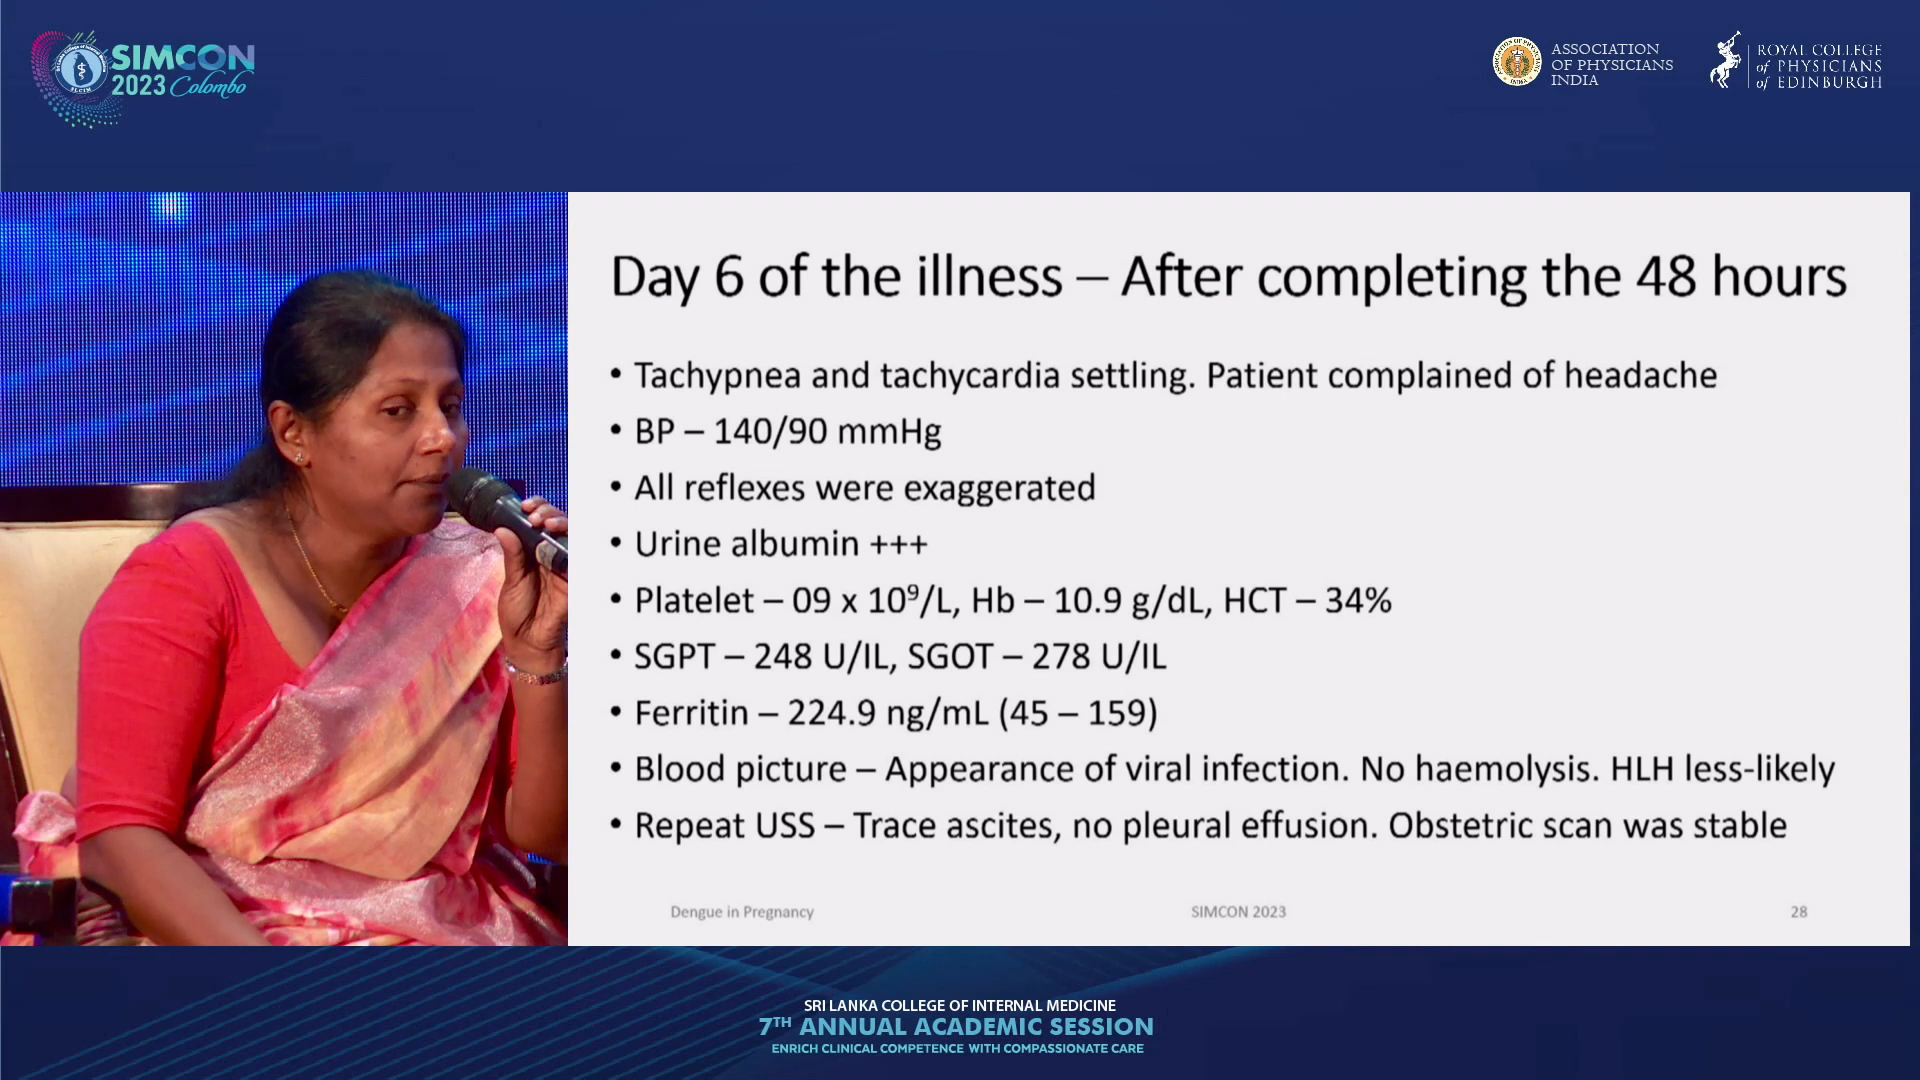 SIMCON
2023 Colombo
SLCIM
ASSOCIATION
OF PHYSICIANS
INDIA
ROYAL COLLEGE
of PHYSICIANS
of EDINBURGH
Day 6 of the illness – After completing the 48 hours
• Tachypnea and tachycardia settling. Patient complained of headache
• BP – 140/90 mmHg
• All reflexes were exaggerated
• Urine albumin +++
• Platelet – 09 x 10⁹/L, Hb – 10.9 g/dL, HCT – 34%
• SGPT – 248 U/IL, SGOT – 278 U/IL
• Ferritin – 224.9 ng/mL (45 – 159)
• Blood picture – Appearance of viral infection. No haemolysis. HLH less-likely
• Repeat USS – Trace ascites, no pleural effusion. Obstetric scan was stable
Dengue in Pregnancy
SIMCON 2023
28
SRI LANKA COLLEGE OF INTERNAL MEDICINE
7TH ANNUAL ACADEMIC SESSION
ENRICH CLINICAL COMPETENCE WITH COMPASSIONATE CARE